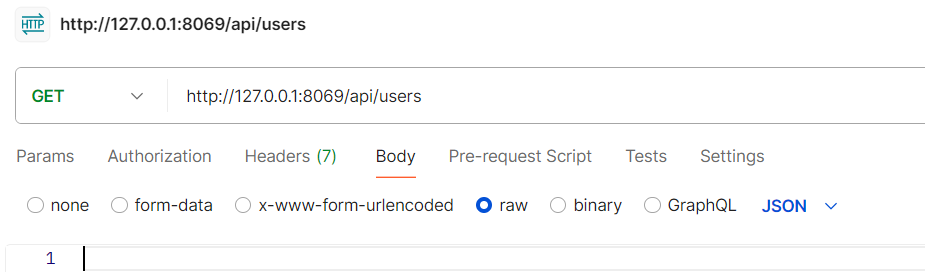 HTTP http://127.0.0.1:8069/api/users
GET http://127.0.0.1:8069/api/users
Params Authorization Headers (7) Body Pre-request Script Tests Settings
none form-data x-www-form-urlencoded raw binary GraphQL JSON
1